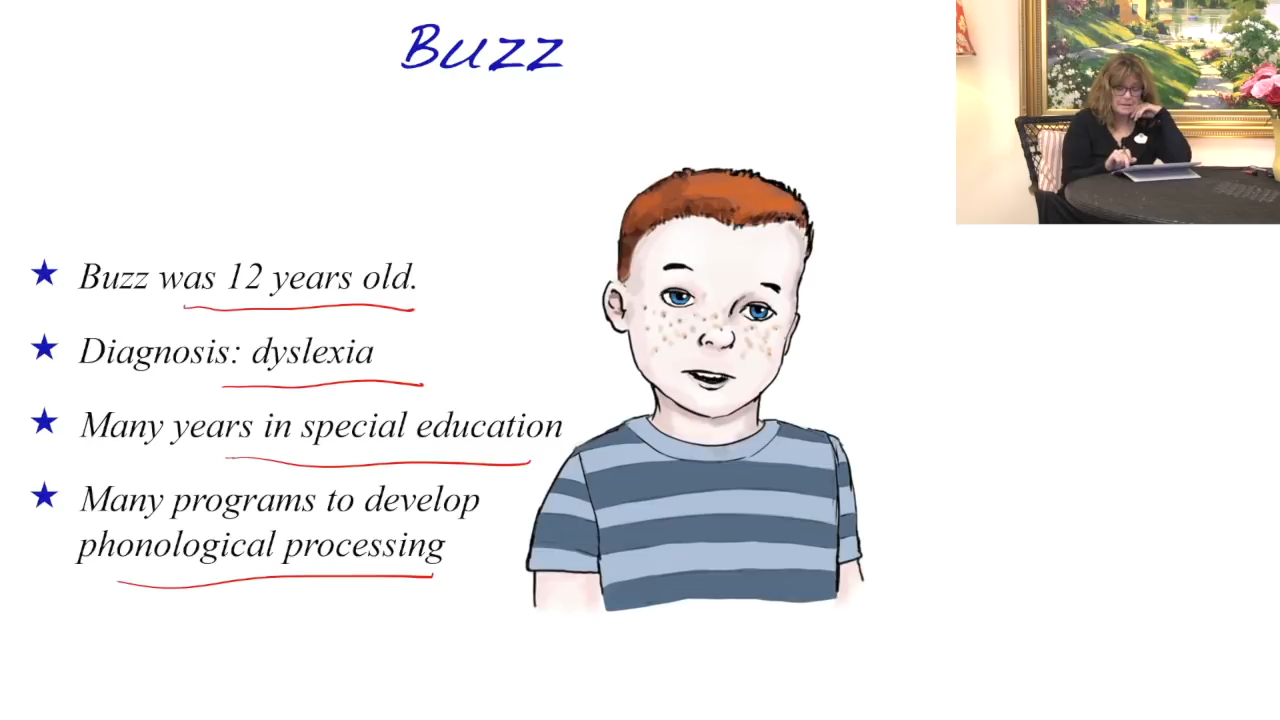 Buzz
Buzz was 12 years old.
Diagnosis: dyslexia
Many years in special education
Many programs to develop
phonological processing